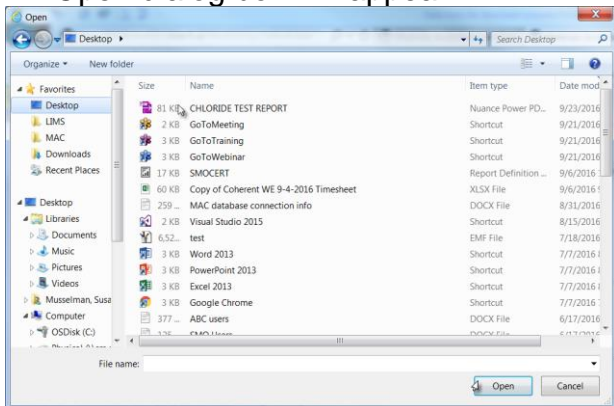 Open
Desktop
Search Desktop
Organize New folder
Favorites
Desktop
LIMS
MAC
Downloads
Recent Places
Desktop
Libraries
Documents
Music
Pictures
Videos
Musselman, Susa
Computer
OSDisk (C:)
Size Name Item type Date mod
81 KB CHLORIDE TEST REPORT Nuance Power PD... 9/23/2016
2 KB GoToMeeting Shortcut 9/21/2016
3 KB GoToTraining Shortcut 9/21/2016
3 KB GoToWebinar Shortcut 9/21/2016
17 KB SMOCERT Report Definition ... 9/6/2016
60 KB Copy of Coherent WE 9-4-2016 Timesheet XLSX File 9/6/2016
259 ... MAC database connection info DOCX File 8/31/2016
2 KB Visual Studio 2015 Shortcut 8/15/2016
6,52... test EMF File 7/18/2016
3 KB Word 2013 Shortcut 7/7/2016
3 KB PowerPoint 2013 Shortcut 7/7/2016
3 KB Excel 2013 Shortcut 7/7/2016
3 KB Google Chrome Shortcut 7/7/2016
377 ... ABC users DOCX File 6/17/2016
File name:
Open Cancel